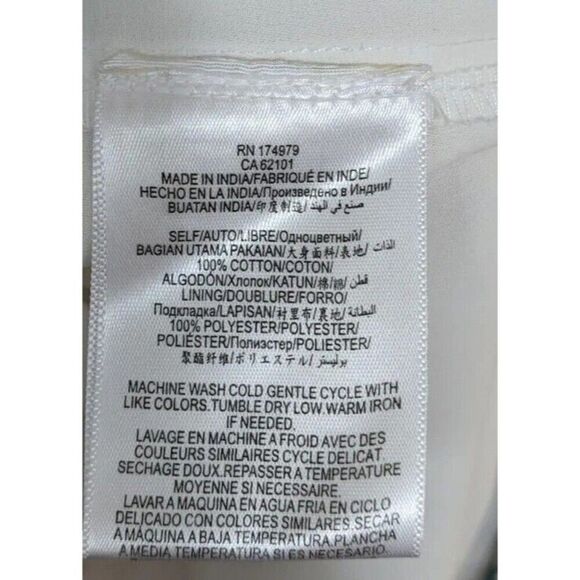 RN 174979
CA 62101
MADE IN INDIA/FABRIQUÉ EN INDE/
HECHO EN LA INDIA/Произведено в Индии/
BUATAN INDIA/印度制造/ صنع في الهند/
SELF/AUTO/LIBRE/Одноцветный/
BAGIAN UTAMA PAKAIAN/大身面料/表地/ الذات/
100% COTTON/COTON/
ALGODÓN/Хлопок/KATUN/棉/綿/ قطن/
LINING/DOUBLURE/FORRO/
Подкладка/LAPISAN/衬里布/裏地/ البطانة/
100% POLYESTER/POLYESTER/
POLIÉSTER/Полиэстер/POLIESTER/
聚酯纤维/ポリエステル/ بوليستر/
MACHINE WASH COLD GENTLE CYCLE WITH
LIKE COLORS.TUMBLE DRY LOW.WARM IRON
IF NEEDED.
LAVAGE EN MACHINE A FROID AVEC DES
COULEURS SIMILAIRES CYCLE DELICAT
SECHAGE DOUX.REPASSER A TEMPERATURE
MOYENNE SI NECESSAIRE.
LAVAR A MAQUINA EN AGUA FRIA EN CICLO
DELICADO CON COLORES SIMILARES.SECAR
A MAQUINA A BAJA TEMPERATURA.PLANCHA
A MEDIA TEMPERATURA SI ES NECESARIO.